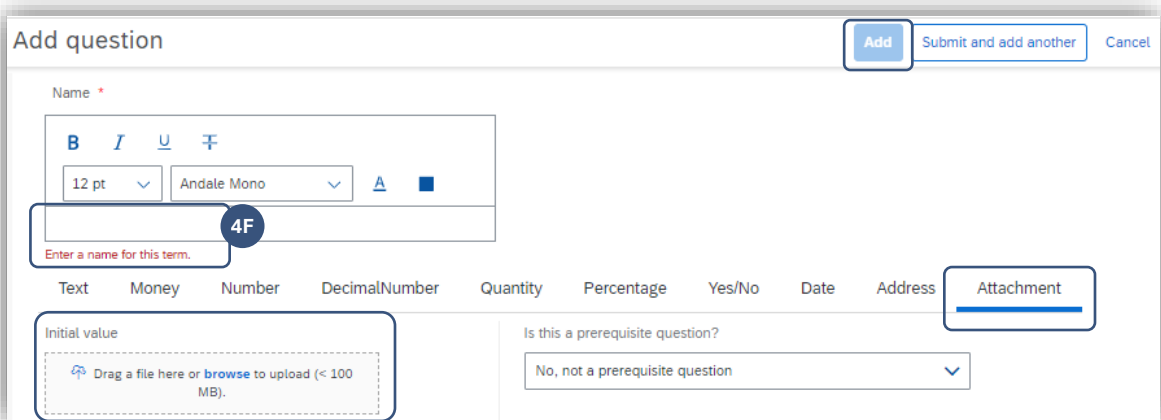 Add question
Add
Submit and add another
Cancel
Name *
B I U T
12 pt
Andale Mono
A
4F
Enter a name for this term.
Text Money Number DecimalNumber Quantity Percentage Yes/No Date Address Attachment
Initial value
Drag a file here or browse to upload (< 100
MB).
Is this a prerequisite question?
No, not a prerequisite question